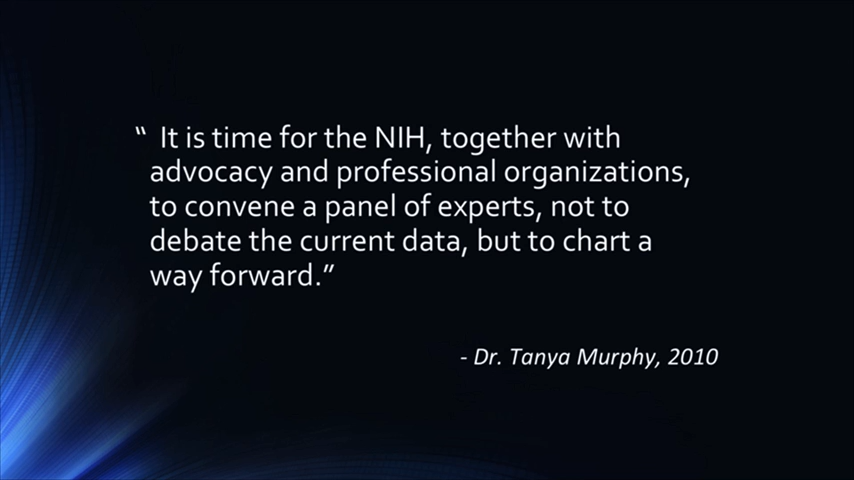 “ It is time for the NIH, together with
advocacy and professional organizations,
to convene a panel of experts, not to
debate the current data, but to chart a
way forward.”
- Dr. Tanya Murphy, 2010